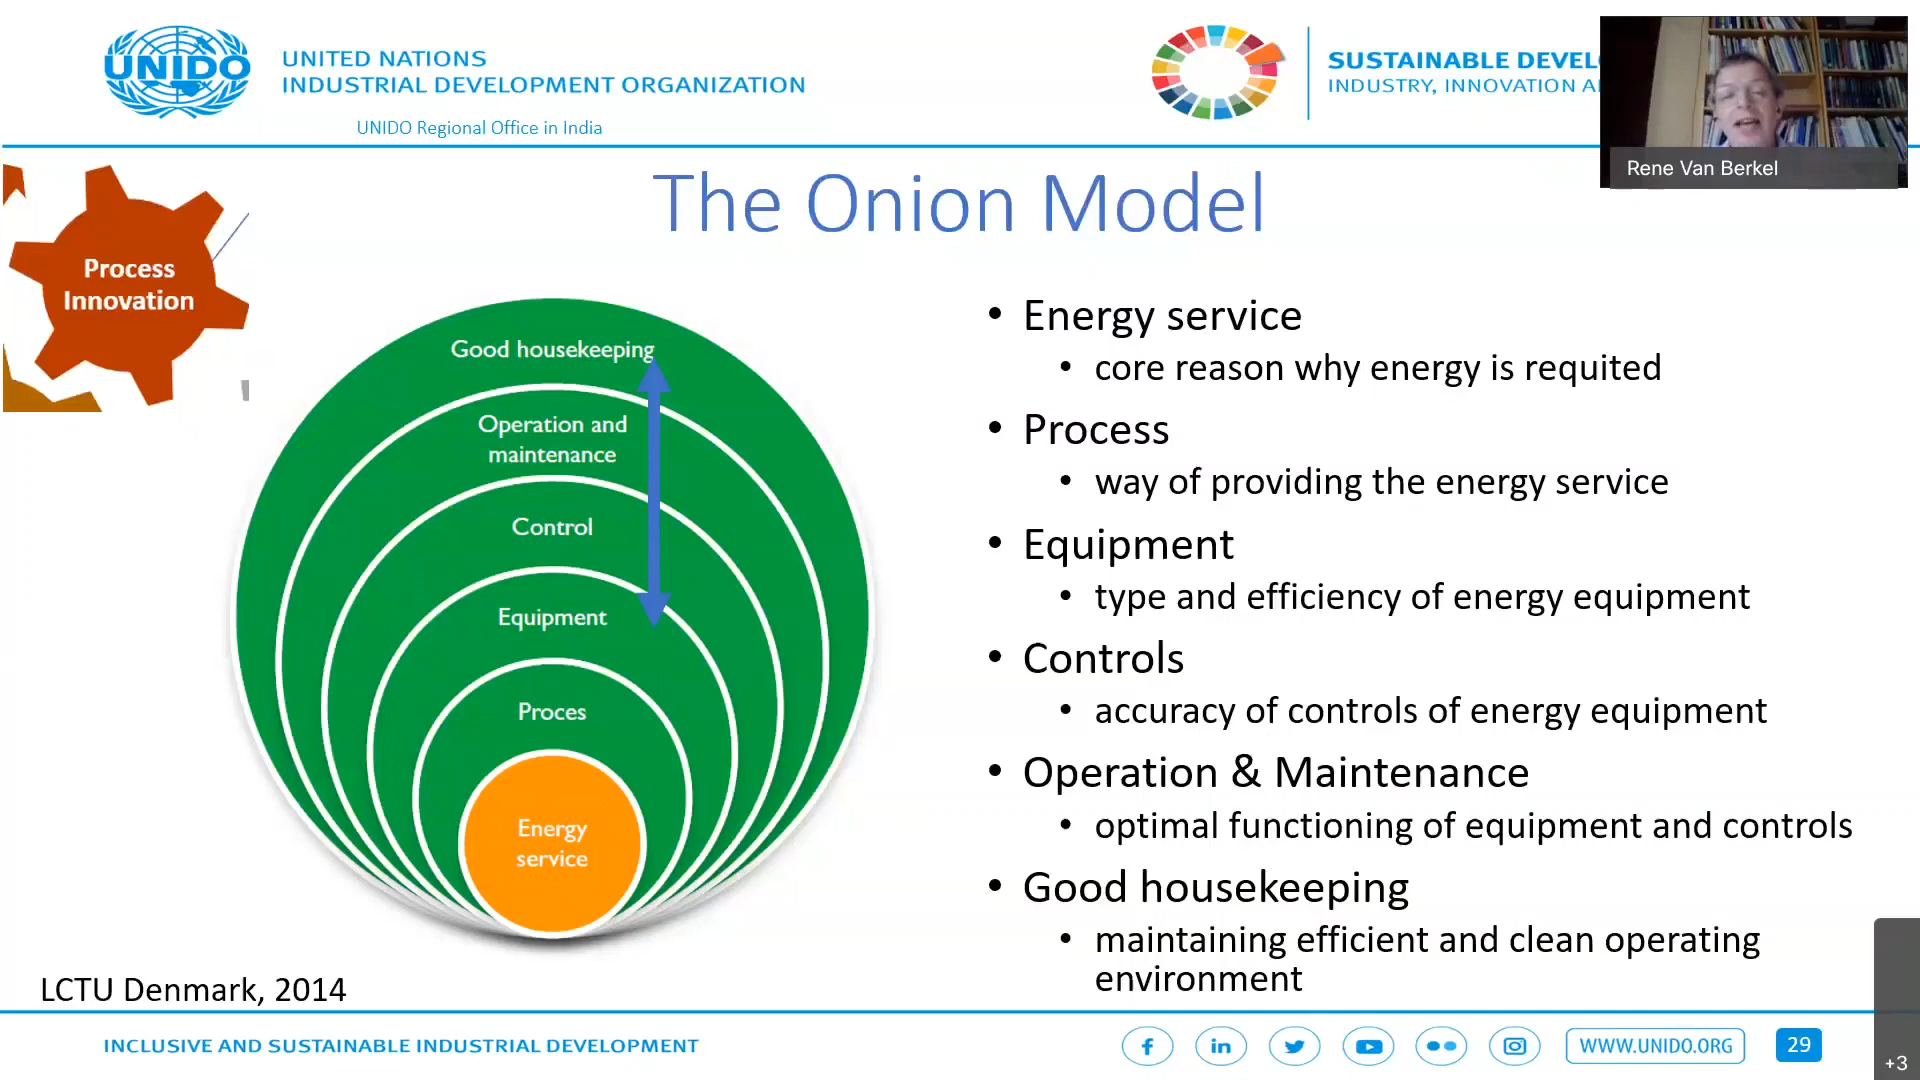 UNIDO
UNITED NATIONS
INDUSTRIAL DEVELOPMENT ORGANIZATION
UNIDO Regional Office in India
SUSTAINABLE DEVEL
INDUSTRY, INNOVATION A
Rene Van Berkel
The Onion Model
Process
Innovation
Good housekeeping
Operation and
maintenance
Control
Equipment
Proces
Energy
service
LCTU Denmark, 2014
• Energy service
• core reason why energy is requited
• Process
• way of providing the energy service
• Equipment
• type and efficiency of energy equipment
• Controls
• accuracy of controls of energy equipment
• Operation & Maintenance
• optimal functioning of equipment and controls
• Good housekeeping
• maintaining efficient and clean operating
environment
INCLUSIVE AND SUSTAINABLE INDUSTRIAL DEVELOPMENT
WWW.UNIDO.ORG
29
+3